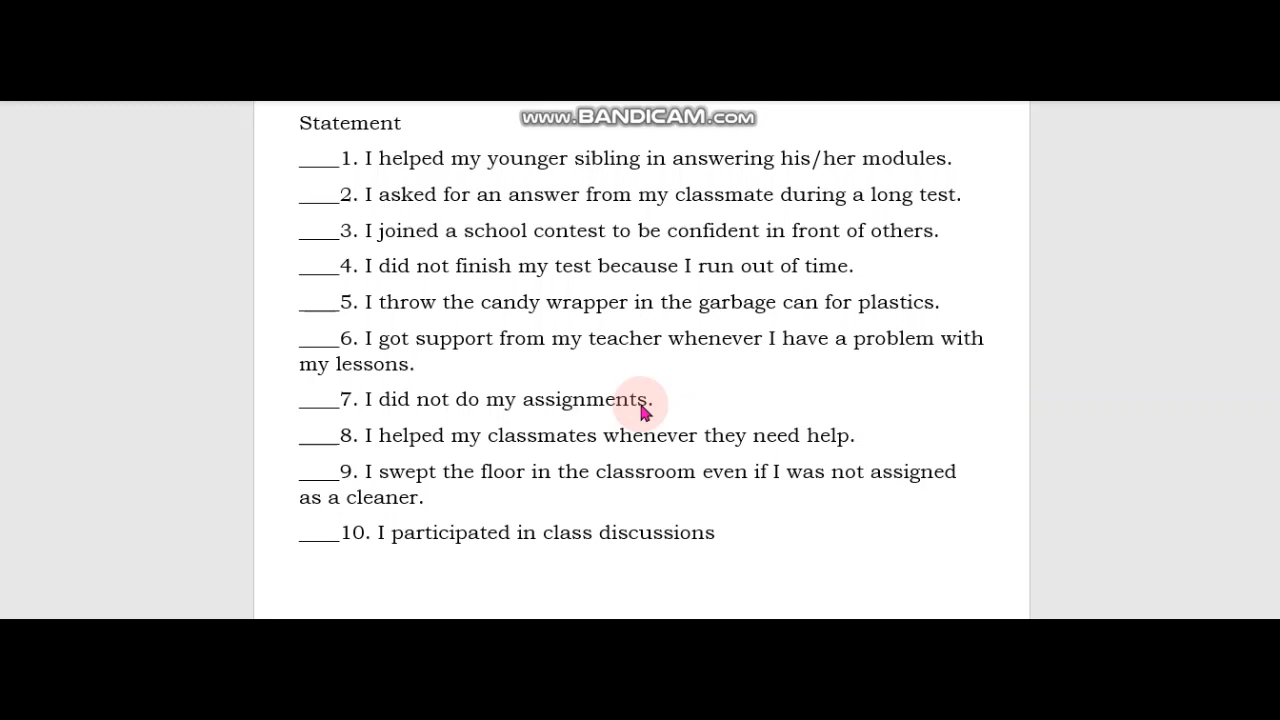 www.BANDICAM.com
Statement
____1. I helped my younger sibling in answering his/her modules.
____2. I asked for an answer from my classmate during a long test.
____3. I joined a school contest to be confident in front of others.
____4. I did not finish my test because I run out of time.
____5. I throw the candy wrapper in the garbage can for plastics.
____6. I got support from my teacher whenever I have a problem with
my lessons.
____7. I did not do my assignments.
____8. I helped my classmates whenever they need help.
____9. I swept the floor in the classroom even if I was not assigned
as a cleaner.
____10. I participated in class discussions